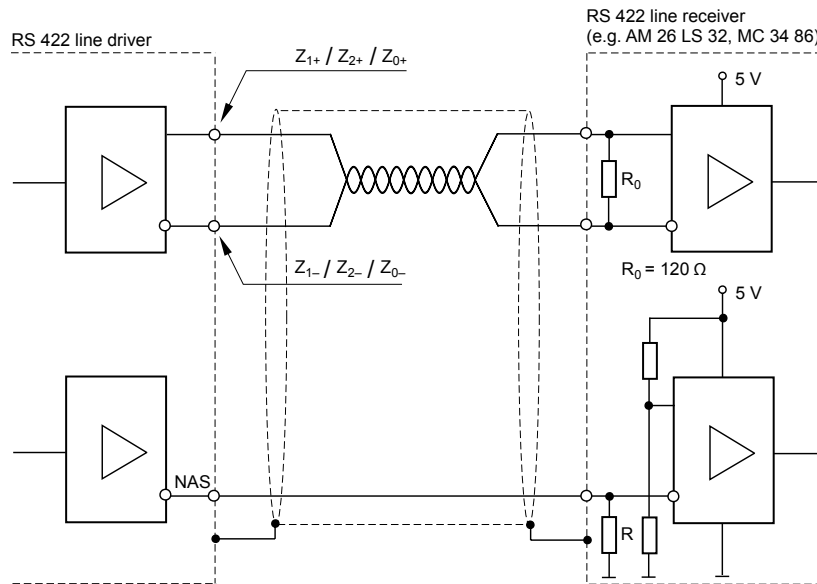 RS 422 line driver
RS 422 line receiver
(e.g. AM 26 LS 32, MC 34 86)
Z1+ / Z2+ / Z0+
5 V
R0
Z1– / Z2– / Z0–
R0 = 120 Ω
5 V
NAS
R